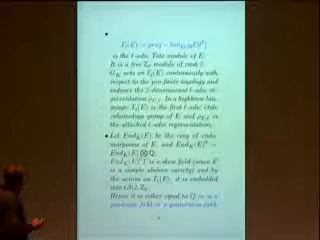 T_l(E) := proj − lim_{n∈N} E[l^n]
is the ℓ-adic Tate module of E.
It is a free Z_ℓ module of rank 2.
G_K acts on T_l(E) continuously with
respect to the pro finite topology and
induces the 2-dimensional ℓ-adic re-
presentation ρ_{E,l}. In a highbrow lan-
guage: T_l(E) is the first ℓ-adic étale
cohomology group of E and ρ_{E,l} is
the attached ℓ-adic representation.
• Let End_K(E) be the ring of endo-
morphisms of E, and End_K(E)^0 =
End_K(E) ⊗ Q.
End_K(E)^0 is a skew field (since E
is a simple abelian variety) and by
the action on T_l(E), it is embedded
into Gl(2, Z_l).
Hence it is either equal to Q or is a
quadratic field or a quaternion field.